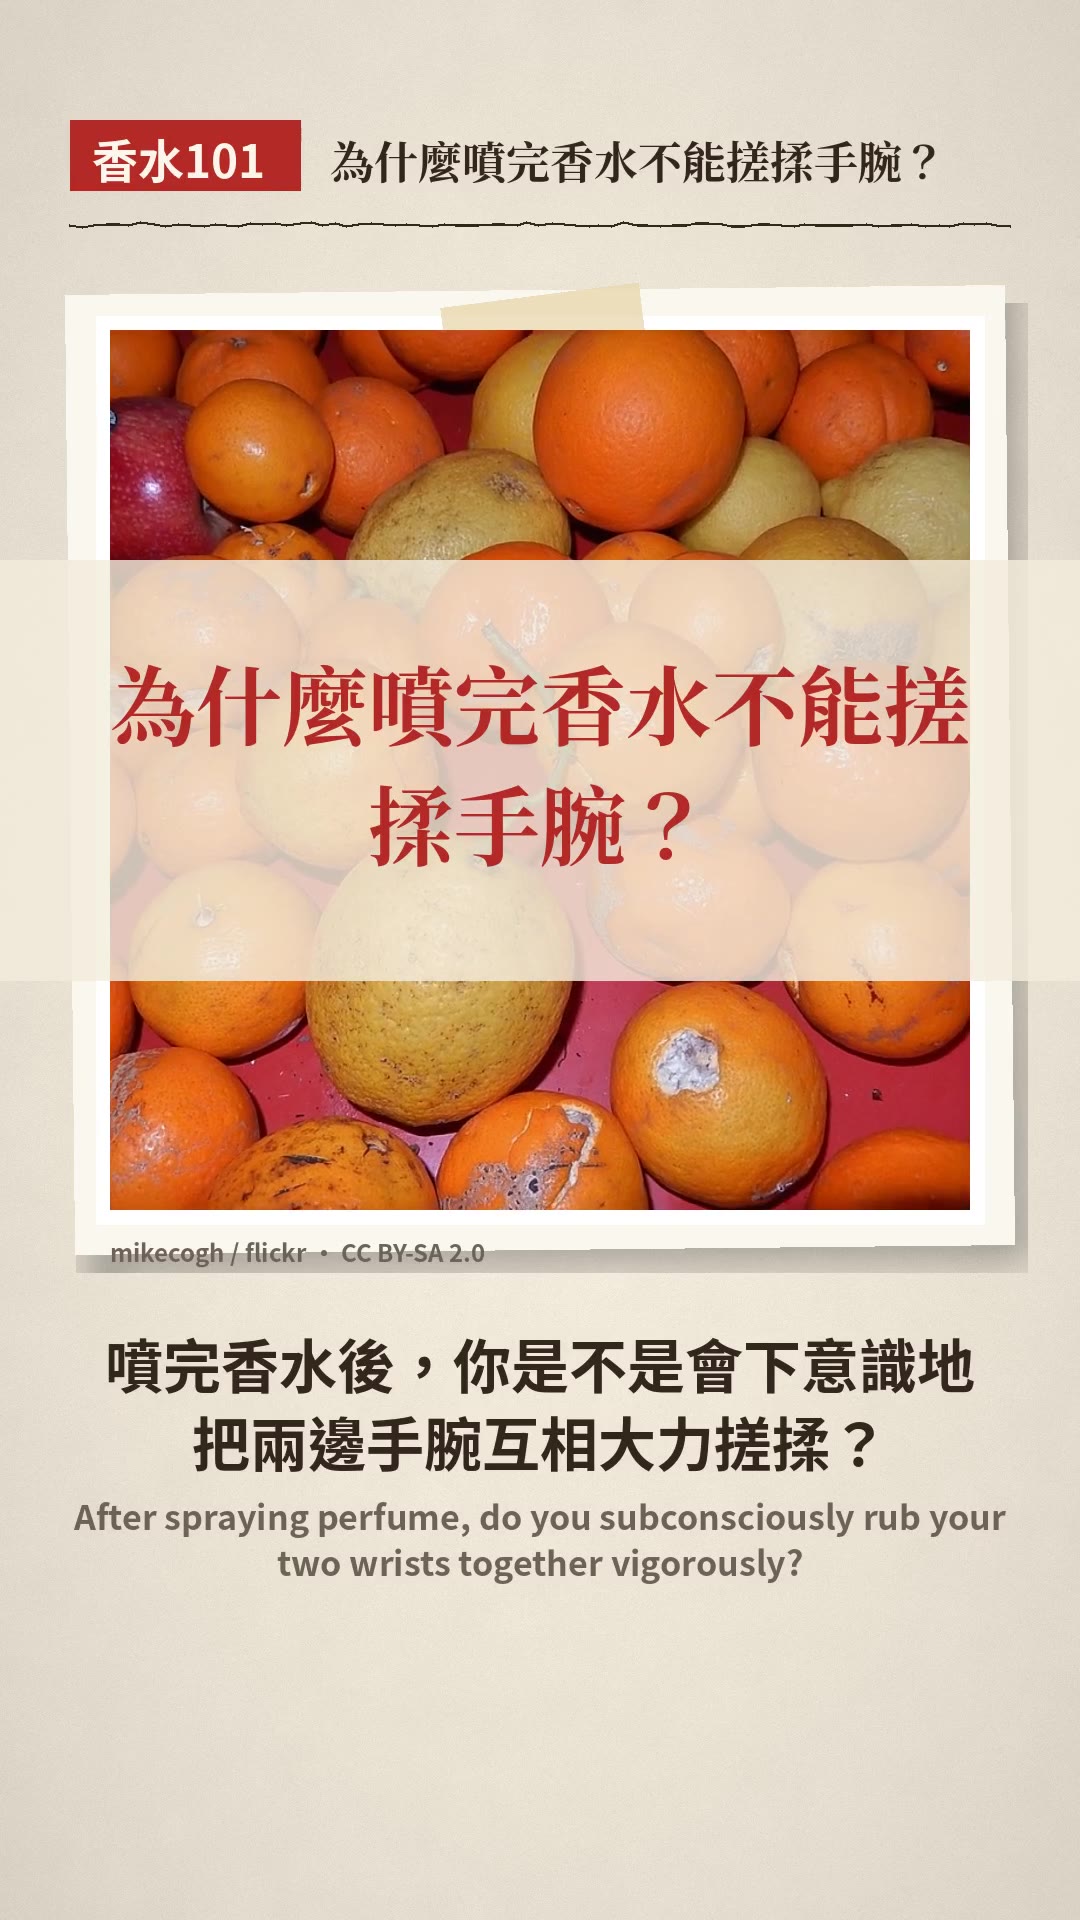 香水101
為什麼噴完香水不能搓揉手腕？
為什麼噴完香水不能搓
揉手腕？
mikecogh / flickr ・ CC BY-SA 2.0
噴完香水後，你是不是會下意識地
把兩邊手腕互相大力搓揉？
After spraying perfume, do you subconsciously rub your
two wrists together vigorously?